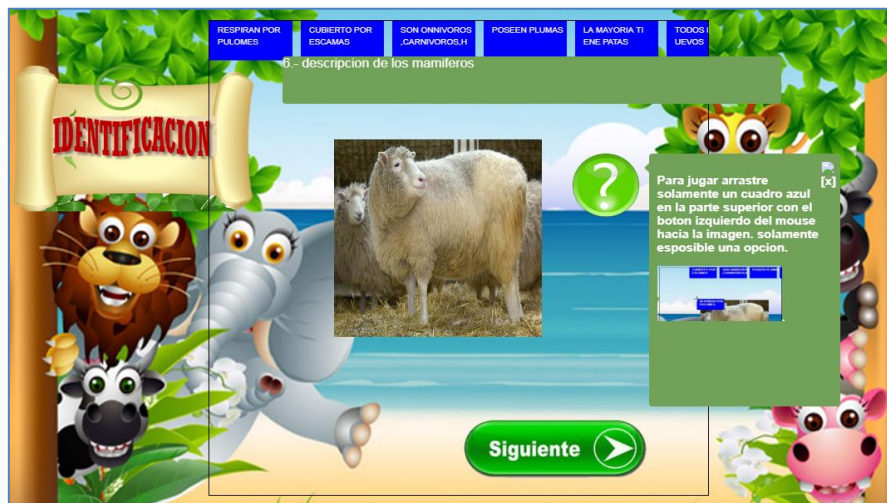 RESPIRAN POR
PULOMES
CUBIERTO POR
ESCAMAS
SON ONNIVOROS
,CARNIVOROS,H
POSEEN PLUMAS
LA MAYORIA TI
ENE PATAS
TODOS
UEVOS
6.- descripcion de los mamiferos
IDENTIFICACION
?
[x]
Para jugar arrastre
solamente un cuadro azul
en la parte superior con el
boton izquierdo del mouse
hacia la imagen. solamente
esposible una opcion.
Siguiente